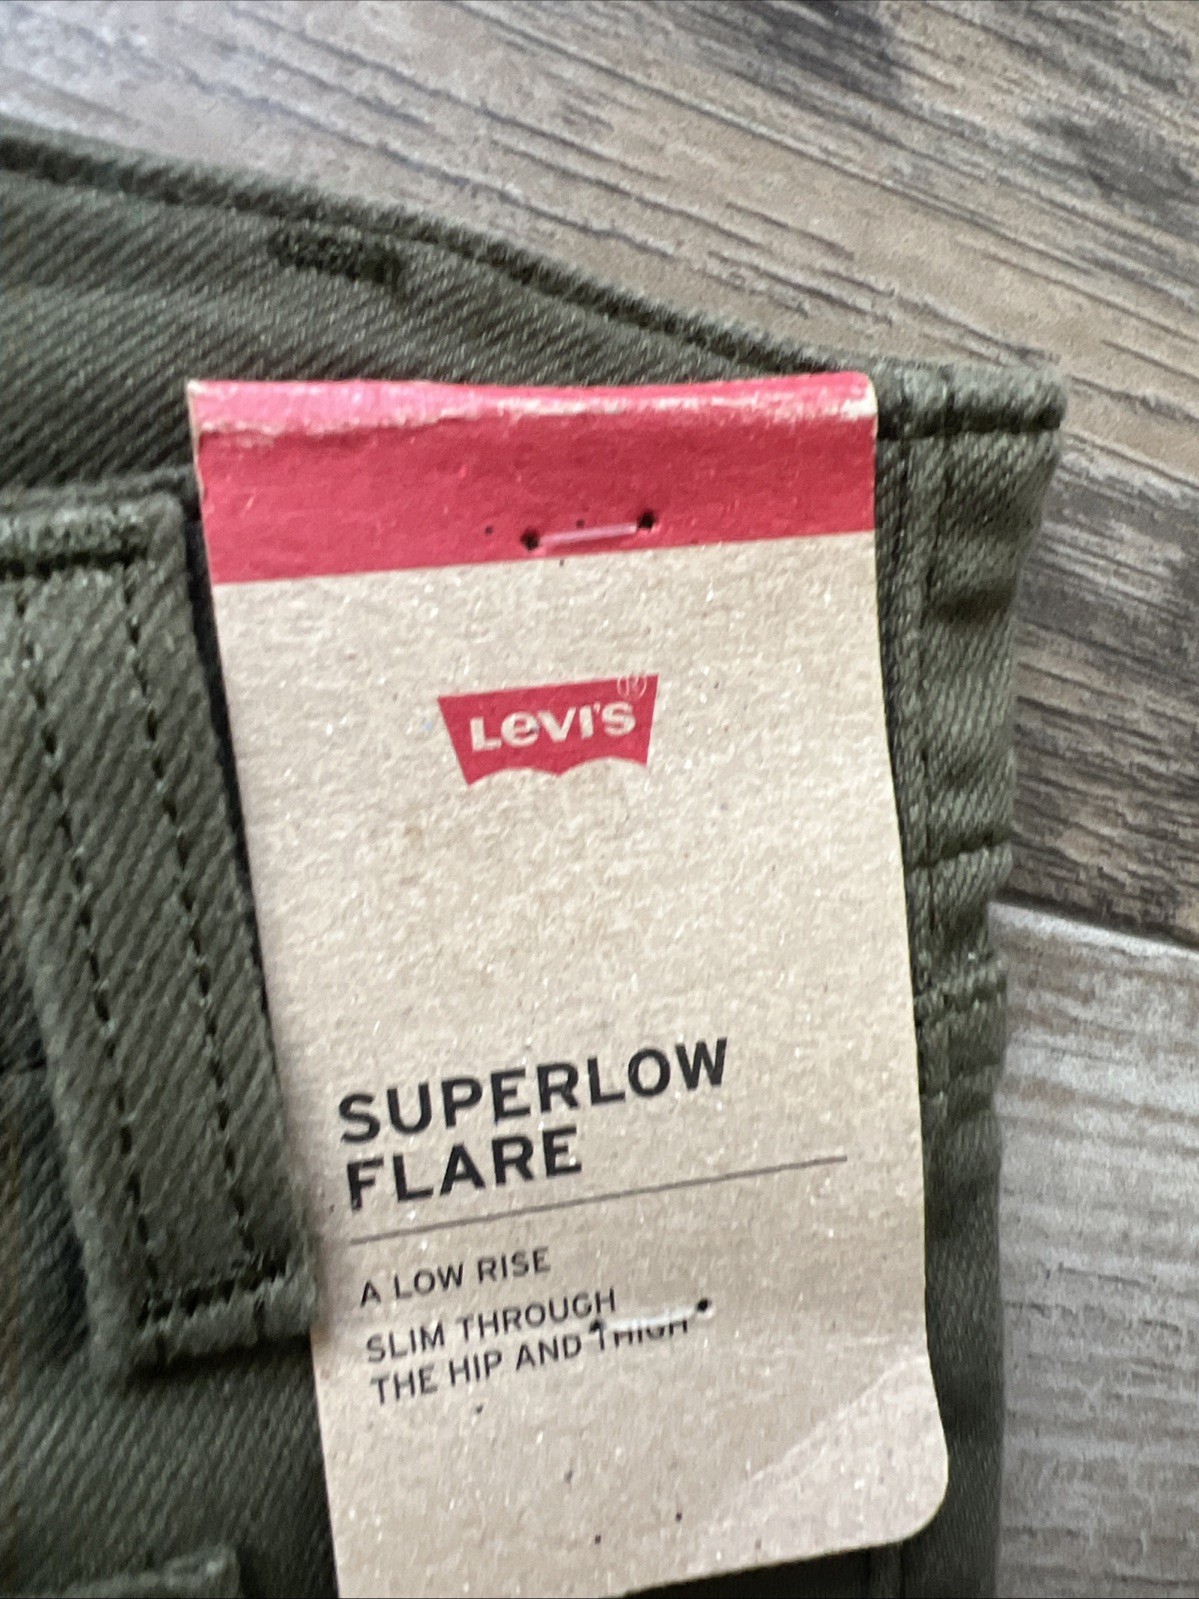 LEVI'S®
SUPERLOW
FLARE
A LOW RISE
SLIM THROUGH
THE HIP AND THIGH